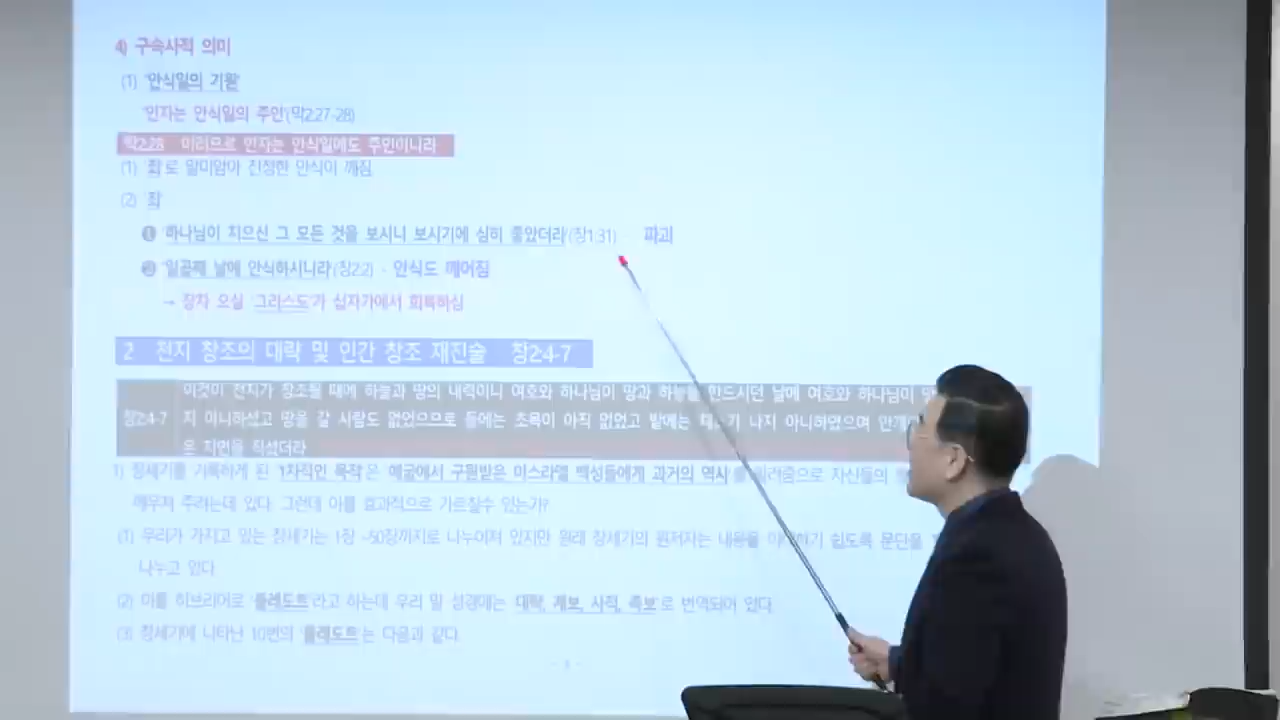 4) 구속사적 의미
(1) '안식일의 기원'
'인자는 안식일의 주인'(막2:27-28)
막2:28 이러므로 인자는 안식일에도 주인이니라
(1) 죄로 말미암아 진정한 안식이 깨짐
(2) 죄
❶ 하나님이 지으신 그 모든 것을 보시니 보시기에 심히 좋았더라(창1:31) - 파괴
❷ '일곱째 날에 안식하시니라'(창2:2) - 안식도 깨어짐
→ 장차 오실 '그리스도'가 십자가에서 회복하심
2. 천지 창조의 대략 및 인간 창조 재진술 창2:4-7
이것이 천지가 창조될 때에 하늘과 땅의 내력이니 여호와 하나님이 땅과 하늘을 만드시던 날에 여호와 하나님이
창2:4-7 지 아니하셨고 땅을 갈 사람도 없었으므로 들에는 초목이 아직 없었고 밭에는 채소가 나지 아니하였으며 안개
온 지면을 적셨더라
1) 창세기를 기록하게 된 1차적인 목적은 애굽에서 구원받은 이스라엘 백성들에게 과거의 역사를 들려줌으로 자신들의
깨우쳐 주려는데 있다. 그런데 이를 효과적으로 가르칠수 있는가?
(1) 우리가 가지고 있는 창세기는 1장~50장까지로 나누어져 있지만 원래 창세기의 원저자는 내용을 이해하기 쉽도록 문단을
나누고 있다.
(2) 이를 히브리어로 '톨레도트'라고 하는데 우리 말 성경에는 '대략, 계보, 사적, 족보'로 번역되어 있다.
(3) 창세기에 나타난 10번의 '톨레도트'는 다음과 같다.